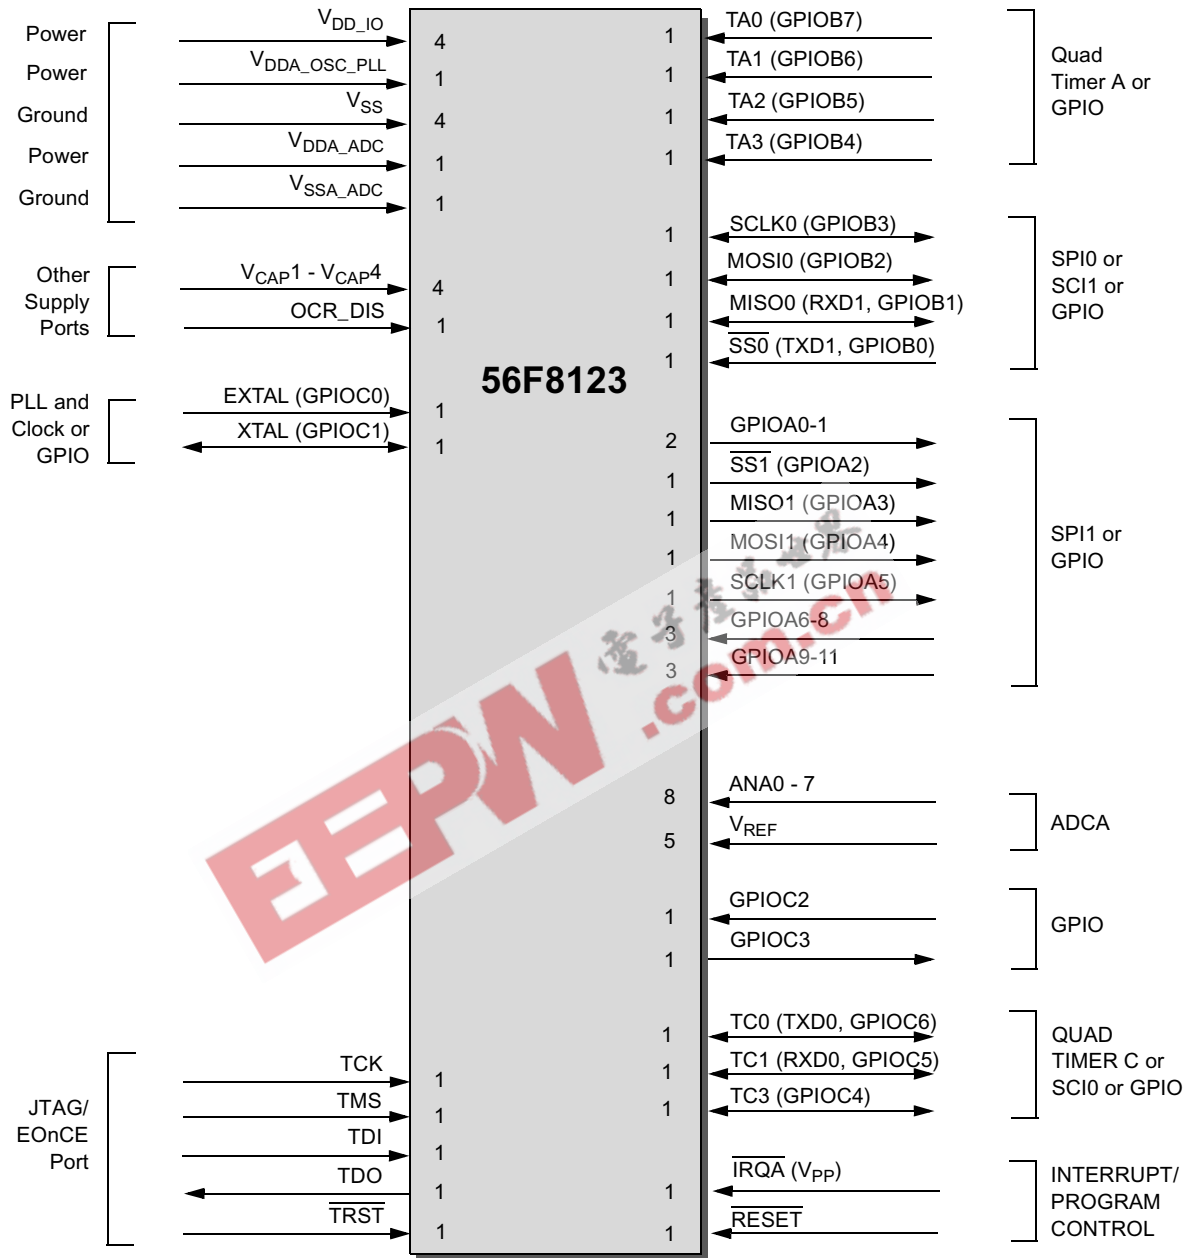 Power
V_DD_IO
4
Power
V_DDA_OSC_PLL
1
Ground
V_SS
4
Power
V_DDA_ADC
1
Ground
V_SSA_ADC
1
Other
Supply
Ports
V_CAP1 - V_CAP4
4
OCR_DIS
1
PLL and
Clock or
GPIO
EXTAL (GPIOC0)
1
XTAL (GPIOC1)
1
JTAG/
EOnCE
Port
TCK
1
TMS
1
TDI
1
TDO
1
TRST
1
56F8123
1
TA0 (GPIOB7)
1
TA1 (GPIOB6)
1
TA2 (GPIOB5)
1
TA3 (GPIOB4)
Quad
Timer A or
GPIO
1
SCLK0 (GPIOB3)
1
MOSI0 (GPIOB2)
1
MISO0 (RXD1, GPIOB1)
1
SS0 (TXD1, GPIOB0)
SPI0 or
SCI1 or
GPIO
2
GPIOA0-1
1
SS1 (GPIOA2)
1
MISO1 (GPIOA3)
1
MOSI1 (GPIOA4)
1
SCLK1 (GPIOA5)
3
GPIOA6-8
3
GPIOA9-11
SPI1 or
GPIO
8
ANA0 - 7
5
V_REF
ADCA
1
GPIOC2
1
GPIOC3
GPIO
1
TC0 (TXD0, GPIOC6)
1
TC1 (RXD0, GPIOC5)
1
TC3 (GPIOC4)
QUAD
TIMER C or
SCI0 or GPIO
1
IRQA (V_PP)
1
RESET
INTERRUPT/
PROGRAM
CONTROL
EEPW
.com.cn
電子產品世界